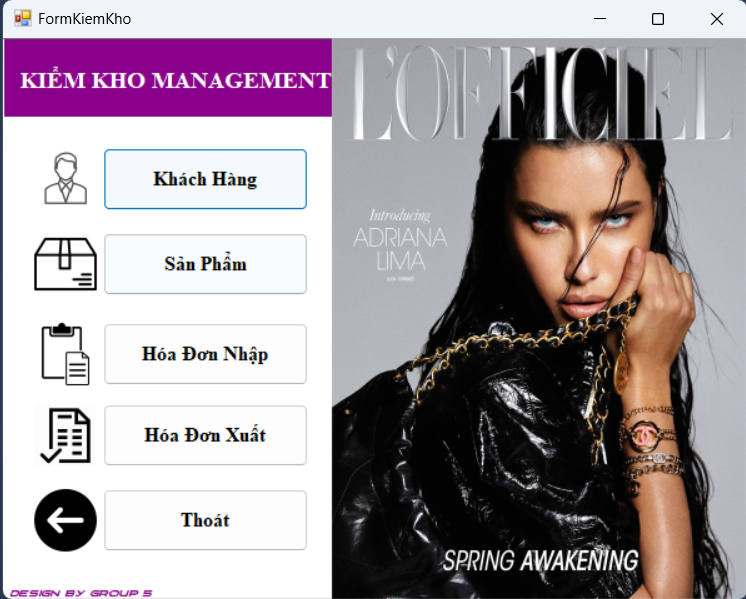 FormKiemKho
KIỂM KHO MANAGEMENT
Khách Hàng
Sản Phẩm
Hóa Đơn Nhập
Hóa Đơn Xuất
Thoát
DESIGN BY GROUP 5
L'OFFICIEL
Introducing
ADRIANA
LIMA
SPRING AWAKENING